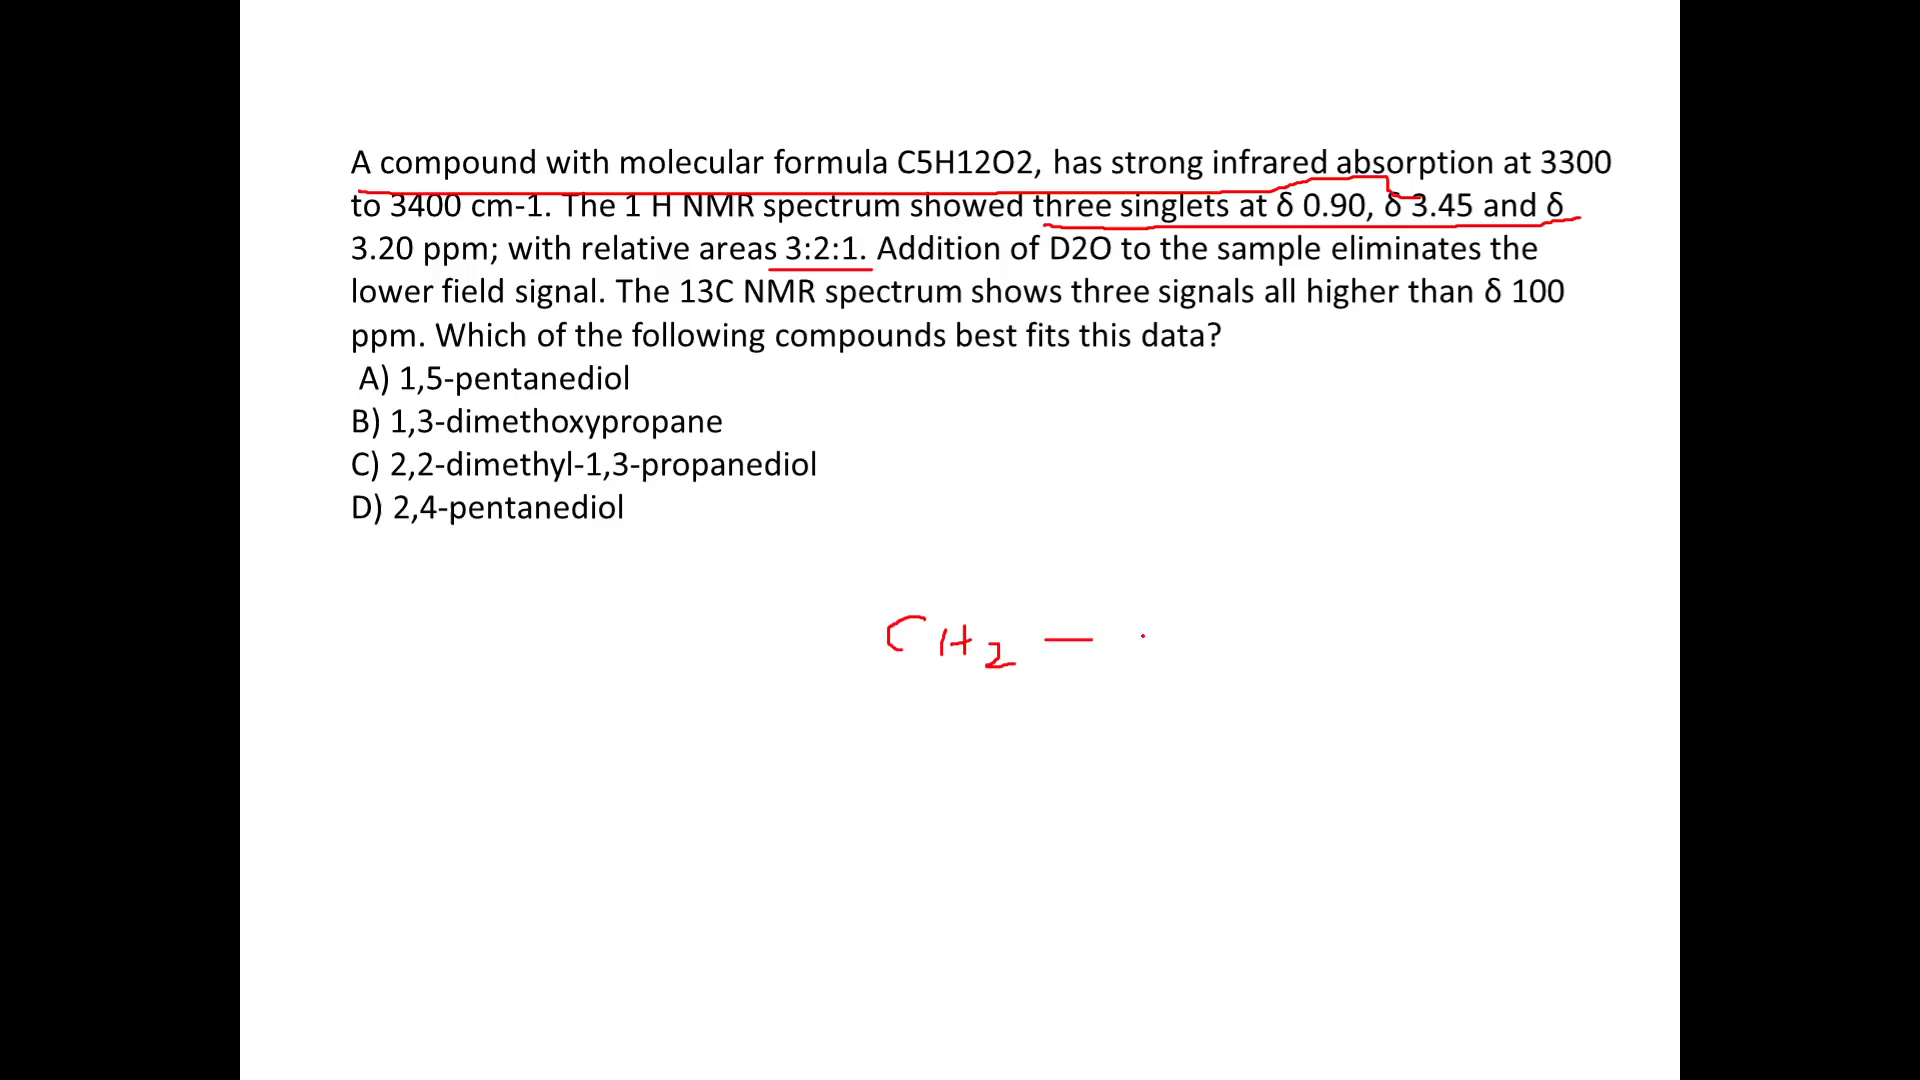 A compound with molecular formula C5H12O2, has strong infrared absorption at 3300
to 3400 cm-1. The 1 H NMR spectrum showed three singlets at δ 0.90, δ 3.45 and δ
3.20 ppm; with relative areas 3:2:1. Addition of D2O to the sample eliminates the
lower field signal. The 13C NMR spectrum shows three signals all higher than δ 100
ppm. Which of the following compounds best fits this data?
A) 1,5-pentanediol
B) 1,3-dimethoxypropane
C) 2,2-dimethyl-1,3-propanediol
D) 2,4-pentanediol
CH2 —